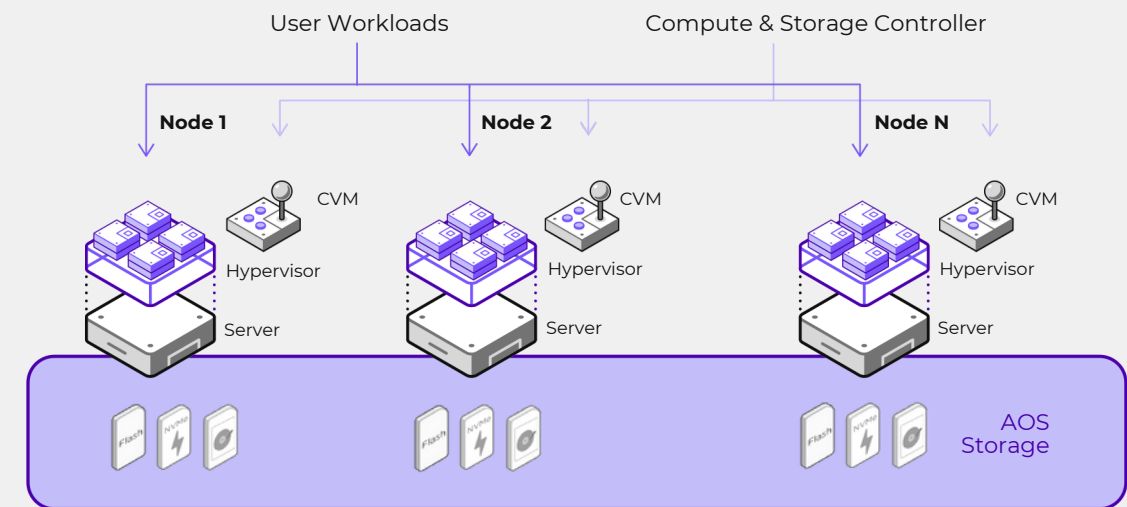 User Workloads
Compute & Storage Controller
Node 1
Node 2
Node N
CVM
CVM
CVM
Hypervisor
Hypervisor
Hypervisor
Server
Server
Server
Flash
NVMe
Flash
NVMe
Flash
NVMe
AOS
Storage